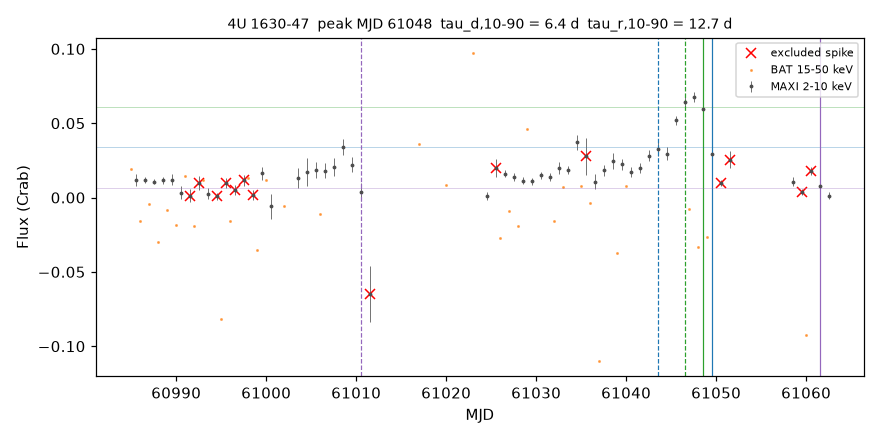 4U 1630-47 peak MJD 61048 tau_d,10-90 = 6.4 d tau_r,10-90 = 12.7 d
excluded spike
BAT 15-50 keV
MAXI 2-10 keV
Flux (Crab)
0.10
0.05
0.00
−0.05
−0.10
60990 61000 61010 61020 61030 61040 61050 61060
MJD